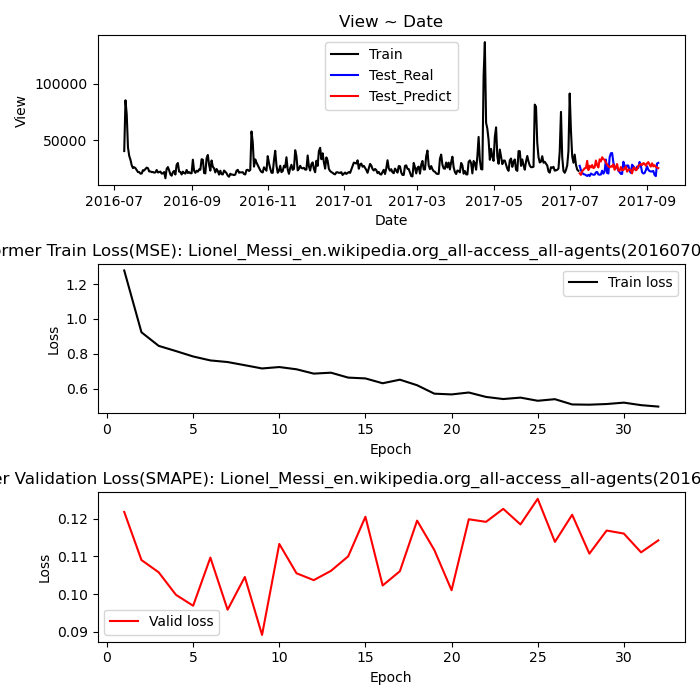 View ~ Date
View
100000
50000
Train
Test_Real
Test_Predict
2016-07 2016-09 2016-11 2017-01 2017-03 2017-05 2017-07 2017-09
Date
ormer Train Loss(MSE): Lionel_Messi_en.wikipedia.org_all-access_all-agents(2016070
Loss
1.2
1.0
0.8
0.6
Train loss
0 5 10 15 20 25 30
Epoch
er Validation Loss(SMAPE): Lionel_Messi_en.wikipedia.org_all-access_all-agents(2016
Loss
0.12
0.11
0.10
0.09
Valid loss
0 5 10 15 20 25 30
Epoch